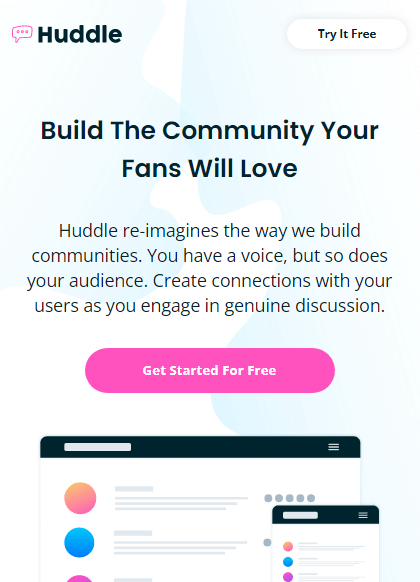 Huddle
Try It Free
Build The Community Your
Fans Will Love
Huddle re-imagines the way we build
communities. You have a voice, but so does
your audience. Create connections with your
users as you engage in genuine discussion.
Get Started For Free